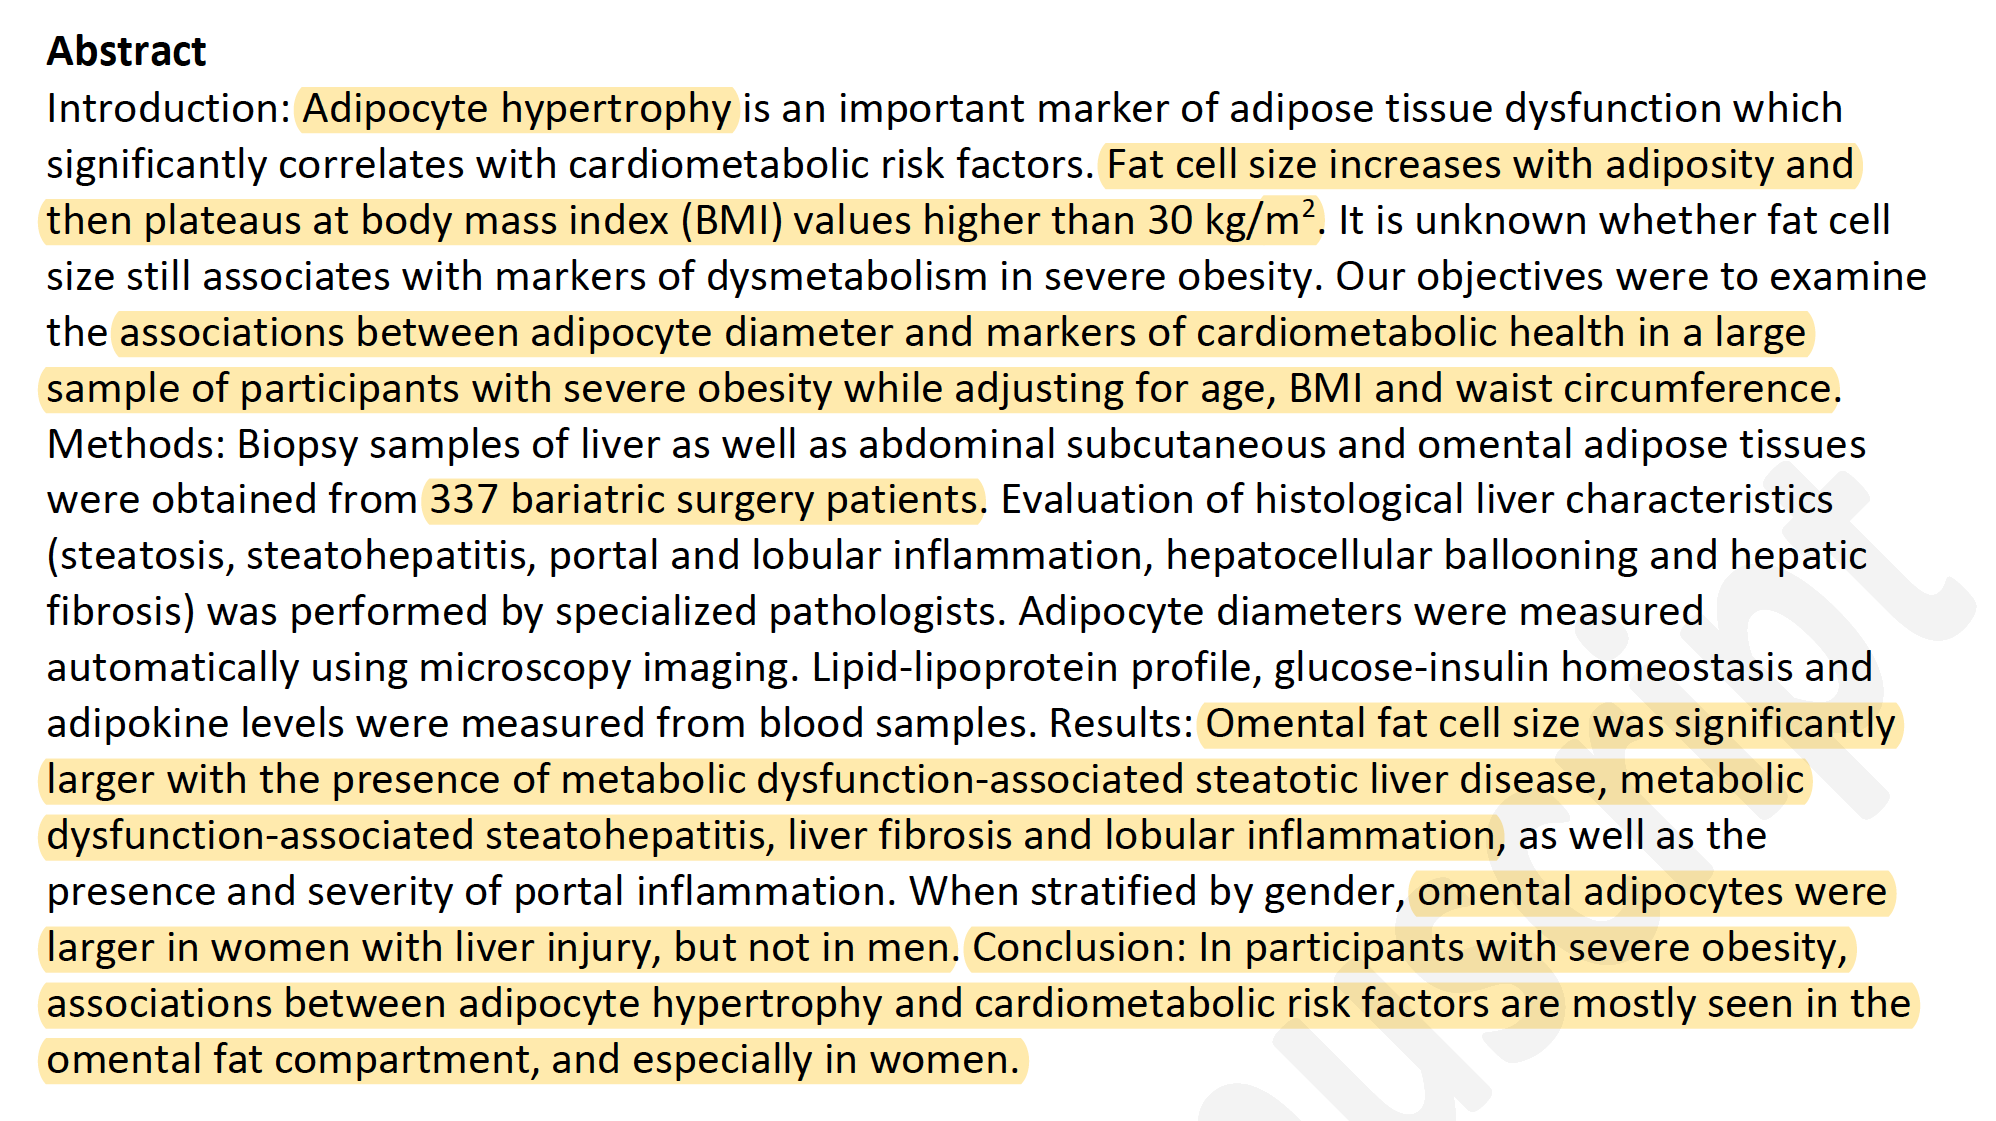 Abstract
Introduction: Adipocyte hypertrophy is an important marker of adipose tissue dysfunction which
significantly correlates with cardiometabolic risk factors. Fat cell size increases with adiposity and
then plateaus at body mass index (BMI) values higher than 30 kg/m². It is unknown whether fat cell
size still associates with markers of dysmetabolism in severe obesity. Our objectives were to examine
the associations between adipocyte diameter and markers of cardiometabolic health in a large
sample of participants with severe obesity while adjusting for age, BMI and waist circumference.
Methods: Biopsy samples of liver as well as abdominal subcutaneous and omental adipose tissues
were obtained from 337 bariatric surgery patients. Evaluation of histological liver characteristics
(steatosis, steatohepatitis, portal and lobular inflammation, hepatocellular ballooning and hepatic
fibrosis) was performed by specialized pathologists. Adipocyte diameters were measured
automatically using microscopy imaging. Lipid-lipoprotein profile, glucose-insulin homeostasis and
adipokine levels were measured from blood samples. Results: Omental fat cell size was significantly
larger with the presence of metabolic dysfunction-associated steatotic liver disease, metabolic
dysfunction-associated steatohepatitis, liver fibrosis and lobular inflammation, as well as the
presence and severity of portal inflammation. When stratified by gender, omental adipocytes were
larger in women with liver injury, but not in men. Conclusion: In participants with severe obesity,
associations between adipocyte hypertrophy and cardiometabolic risk factors are mostly seen in the
omental fat compartment, and especially in women.
uscript